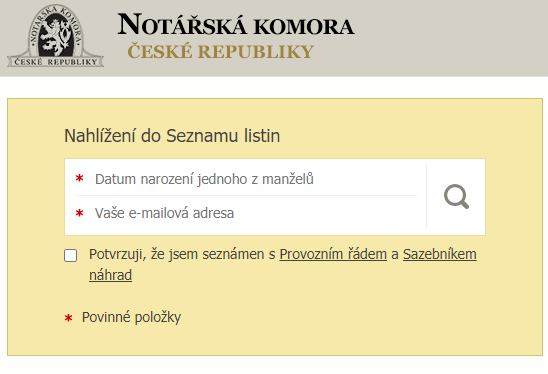 NOTÁŘSKÁ KOMORA
ČESKÉ REPUBLIKY
NOTÁŘSKÁ KOMORA
ČESKÉ REPUBLIKY
Nahlížení do Seznamu listin
* Datum narození jednoho z manželů
* Vaše e-mailová adresa
Potvrzuji, že jsem seznámen s Provozním řádem a Sazebníkem
náhrad
* Povinné položky